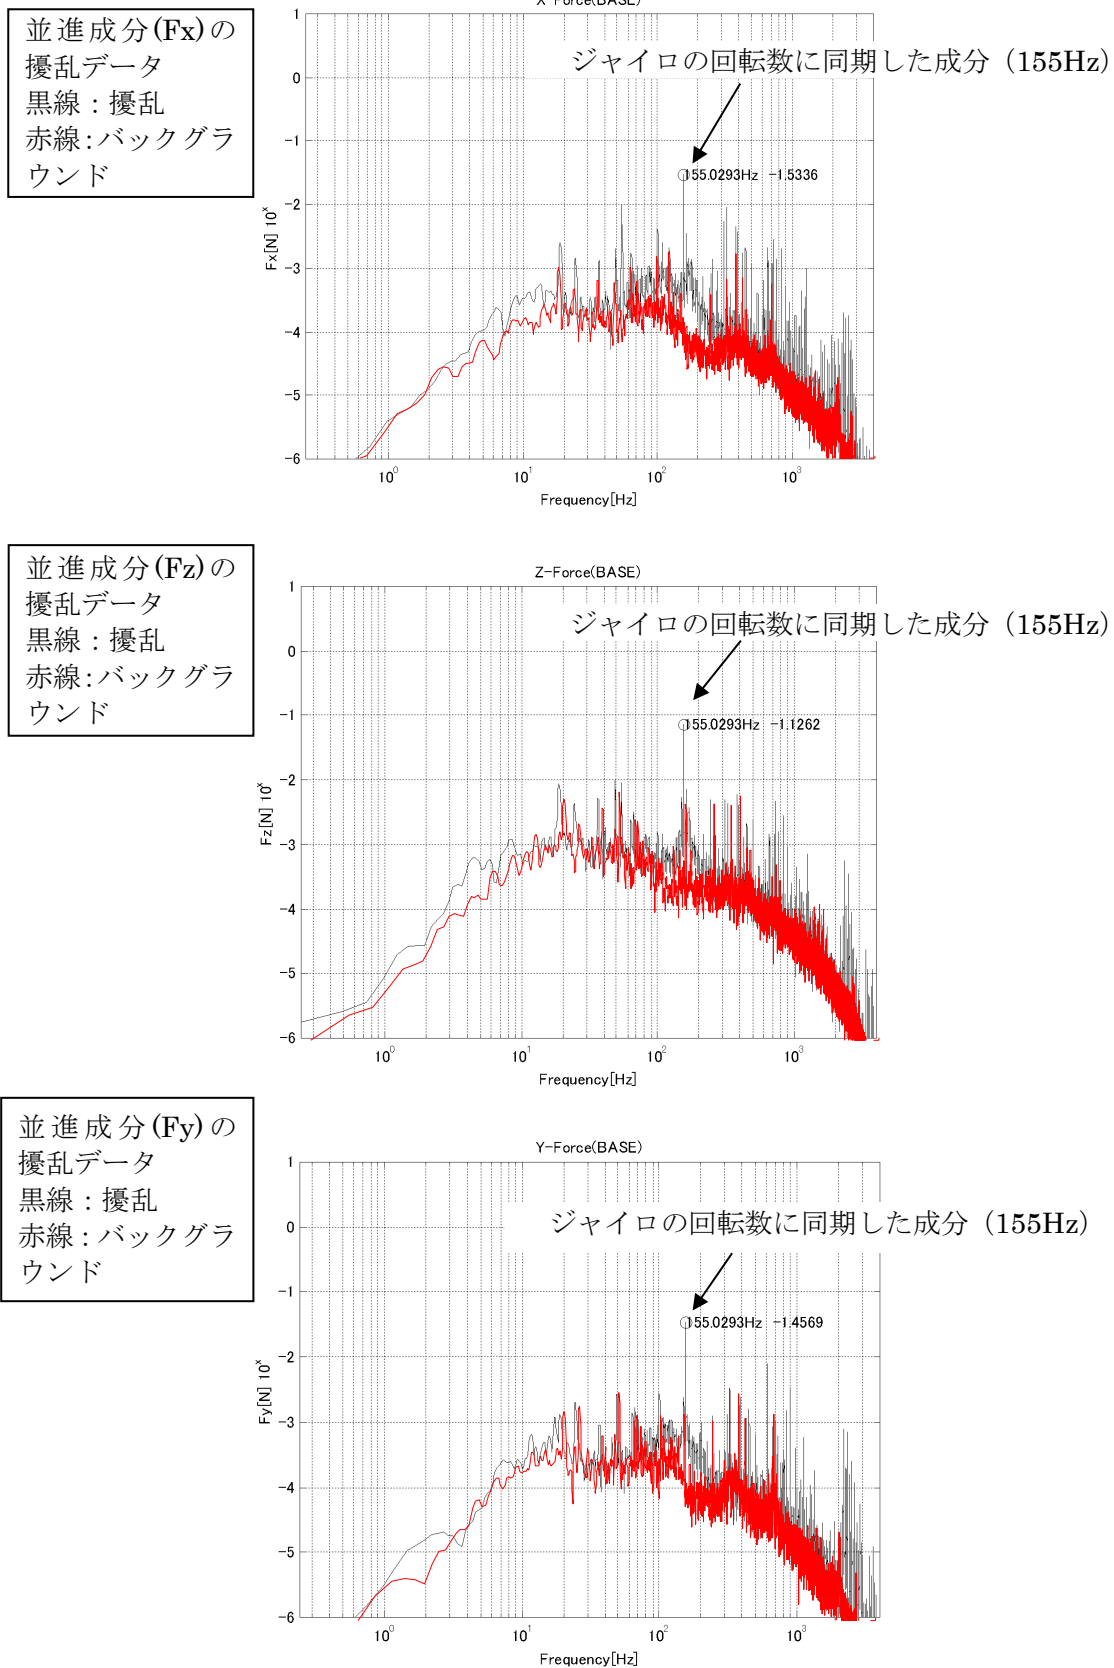 X-Force(BASE)
並進成分(Fx)の
擾乱データ
黒線：擾乱
赤線：バックグラ
ウンド
ジャイロの回転数に同期した成分（155Hz）
155.0293Hz -1.5336
1
0
-1
-2
-3
-4
-5
-6
Fx[N] 10^x
10^0 10^1 10^2 10^3
Frequency[Hz]
並進成分(Fz)の
擾乱データ
黒線：擾乱
赤線：バックグラ
ウンド
Z-Force(BASE)
ジャイロの回転数に同期した成分（155Hz）
155.0293Hz -1.1262
1
0
-1
-2
-3
-4
-5
-6
Fz[N] 10^x
10^0 10^1 10^2 10^3
Frequency[Hz]
並進成分(Fy)の
擾乱データ
黒線：擾乱
赤線：バックグラ
ウンド
Y-Force(BASE)
ジャイロの回転数に同期した成分（155Hz）
155.0293Hz -1.4569
1
0
-1
-2
-3
-4
-5
-6
Fy[N] 10^x
10^0 10^1 10^2 10^3
Frequency[Hz]